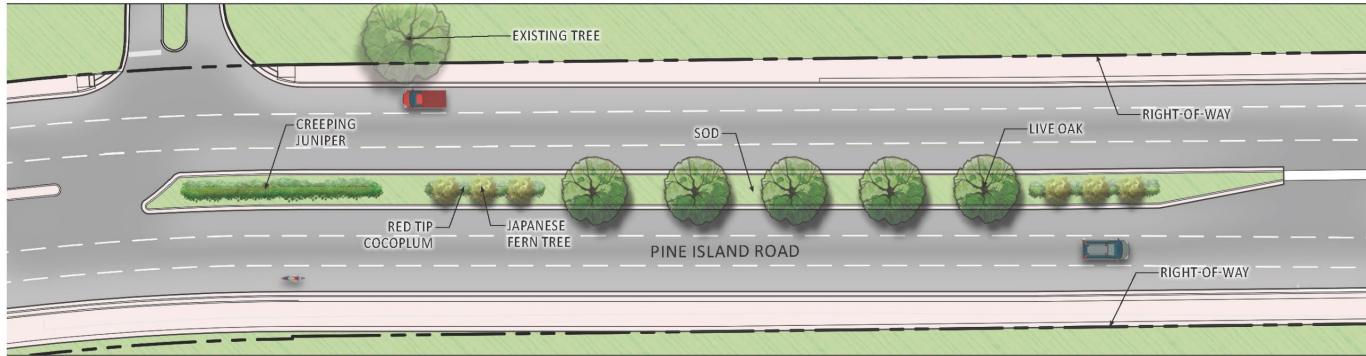 EXISTING TREE
RIGHT-OF-WAY
CREEPING
JUNIPER
SOD
LIVE OAK
RED TIP
COCOPLUM
JAPANESE
FERN TREE
PINE ISLAND ROAD
RIGHT-OF-WAY